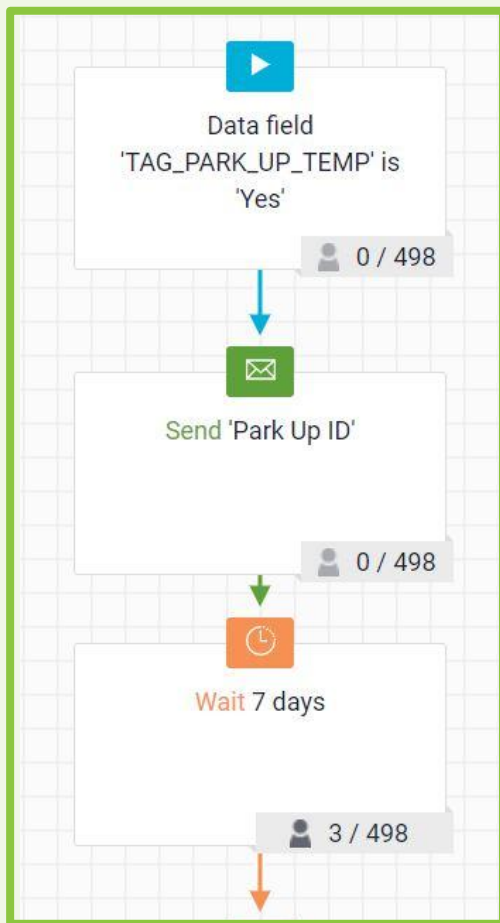 Data field
'TAG_PARK_UP_TEMP' is
'Yes'
0 / 498
Send 'Park Up ID'
0 / 498
Wait 7 days
3 / 498